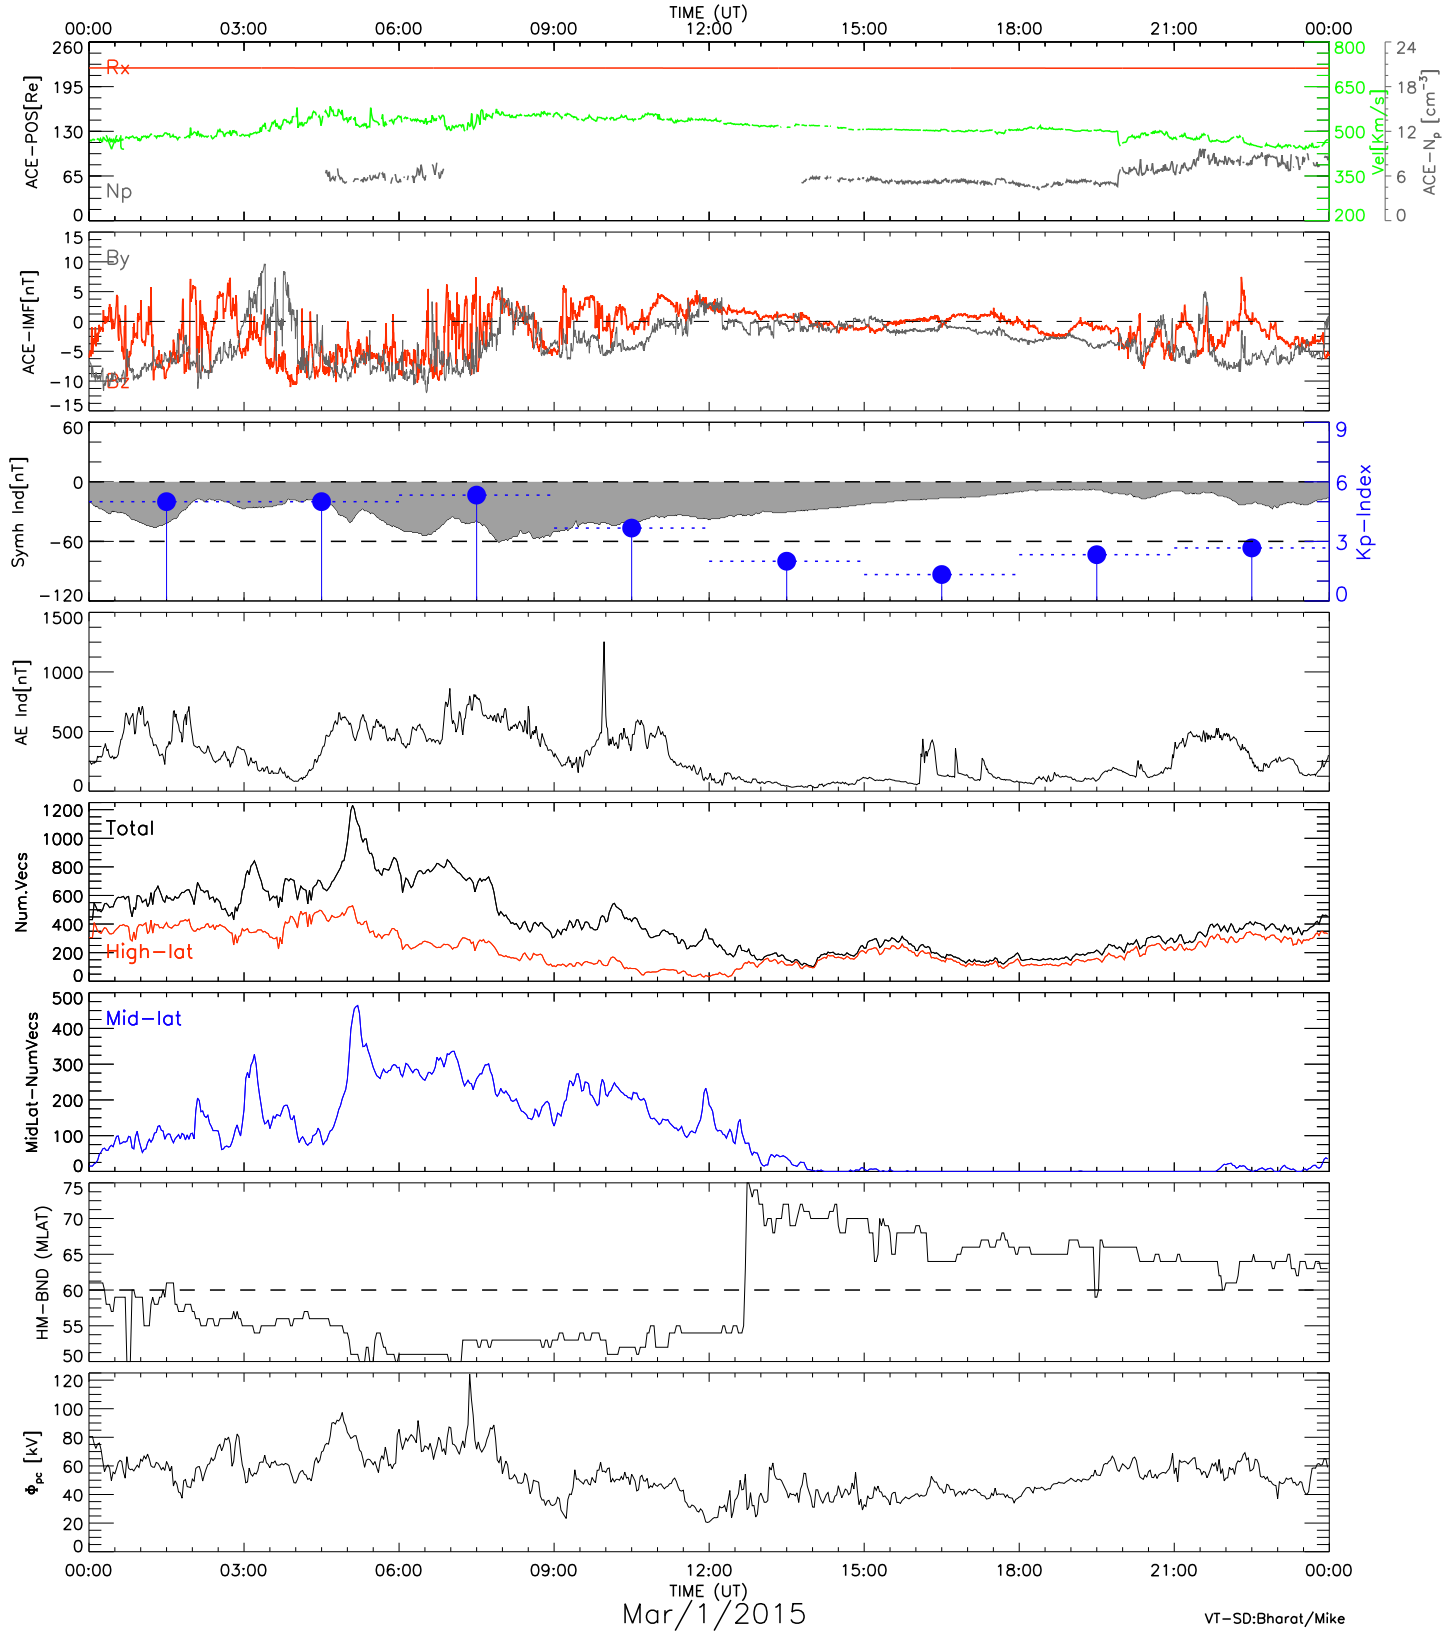 TIME (UT)
00:00 03:00 06:00 09:00 12:00 15:00 18:00 21:00 00:00
260 195 130 65 0
ACE-POS[Re]
Rx
Np
800 650 500 350 200
Vel[Km/s]
24 18 12 6 0
ACE-Np [cm-3]
15 10 5 0 -5 -10 -15
ACE-IMF[nT]
By
Bz
60 0 -60 -120
Symh Ind[nT]
9 6 3 0
Kp-Index
1500 1000 500 0
AE Ind[nT]
1200 1000 800 600 400 200 0
Num.Vecs
Total
High-lat
500 400 300 200 100 0
MidLat-NumVecs
Mid-lat
75 70 65 60 55 50
HM-BND (MLAT)
120 100 80 60 40 20 0
Φpc [kV]
00:00 03:00 06:00 09:00 12:00 15:00 18:00 21:00 00:00
TIME (UT)
Mar/1/2015
VT-SD:Bharat/Mike